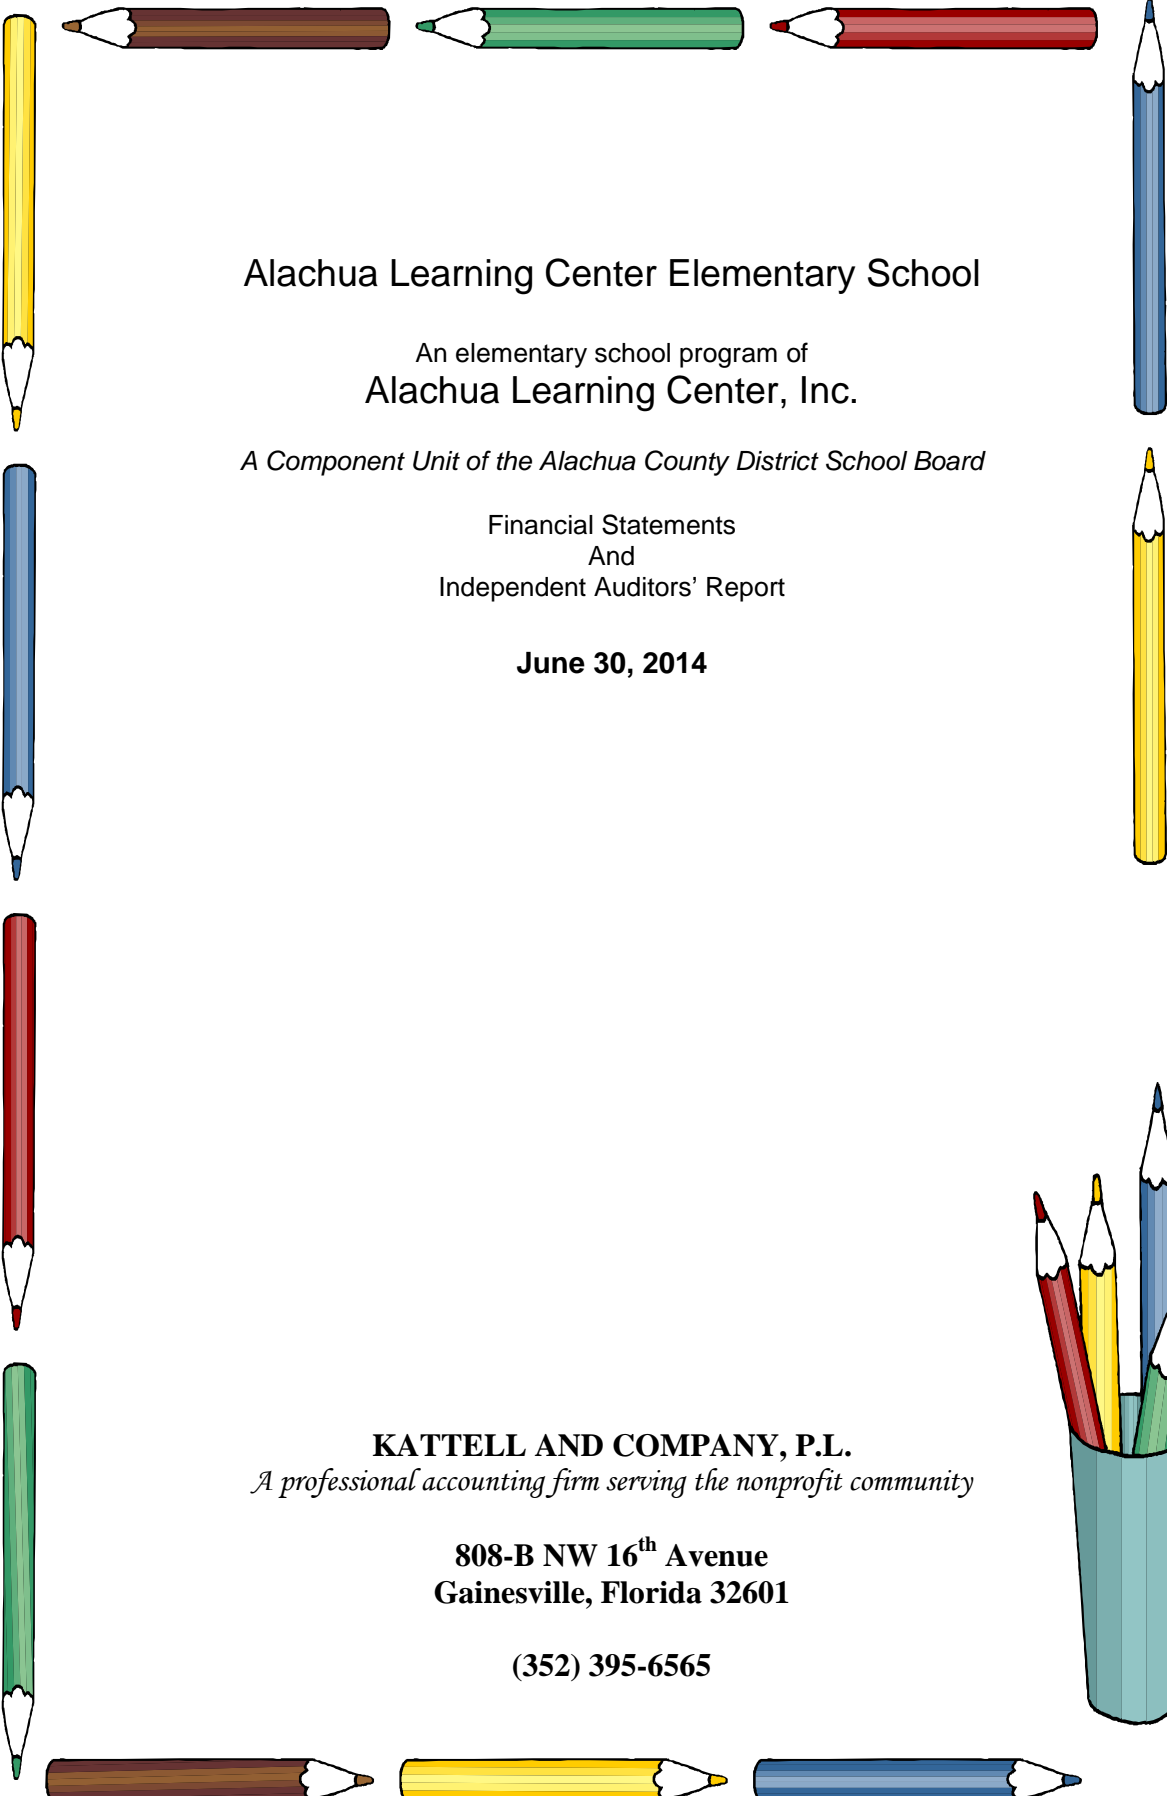 Alachua Learning Center Elementary School
An elementary school program of
Alachua Learning Center, Inc.
A Component Unit of the Alachua County District School Board
Financial Statements
And
Independent Auditors’ Report
June 30, 2014
KATTELL AND COMPANY, P.L.
A professional accounting firm serving the nonprofit community
808-B NW 16th Avenue
Gainesville, Florida 32601
(352) 395-6565